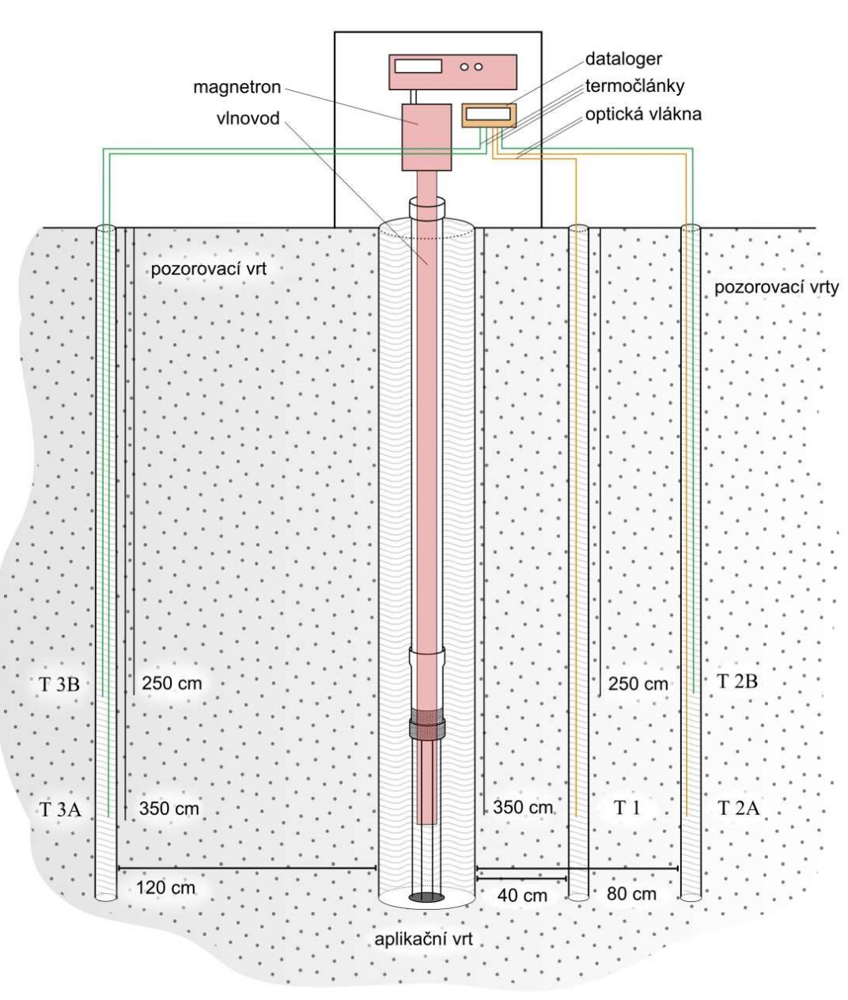 dataloger
magnetron
termočlánky
vlnovod
optická vlákna
pozorovací vrt
pozorovací vrty
T 3B
250 cm
250 cm
T 2B
T 3A
350 cm
350 cm
T 1
T 2A
120 cm
40 cm
80 cm
aplikační vrt